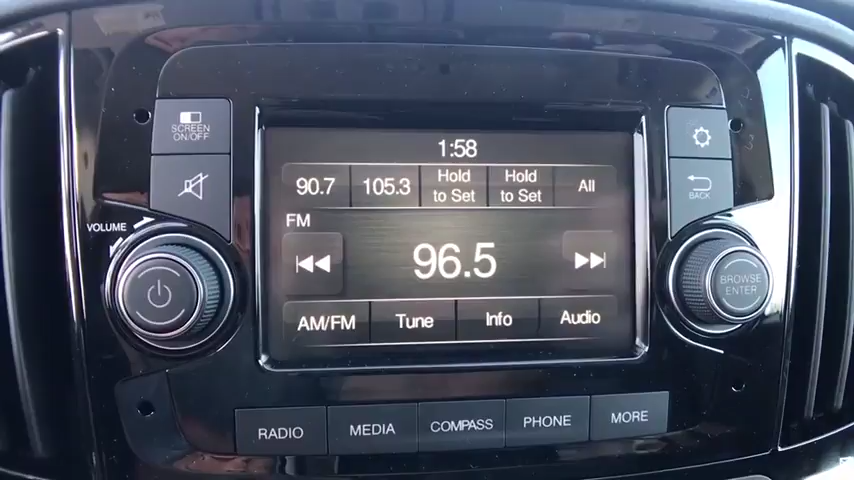 1:58
SCREEN
ON/OFF
90.7 105.3 Hold
to Set Hold
to Set All
BACK
FM
VOLUME
96.5
BROWSE
ENTER
AM/FM Tune Info Audio
RADIO MEDIA COMPASS PHONE MORE